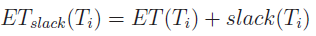 ET_{slack}(T_i) = ET(T_i) + slack(T_i)